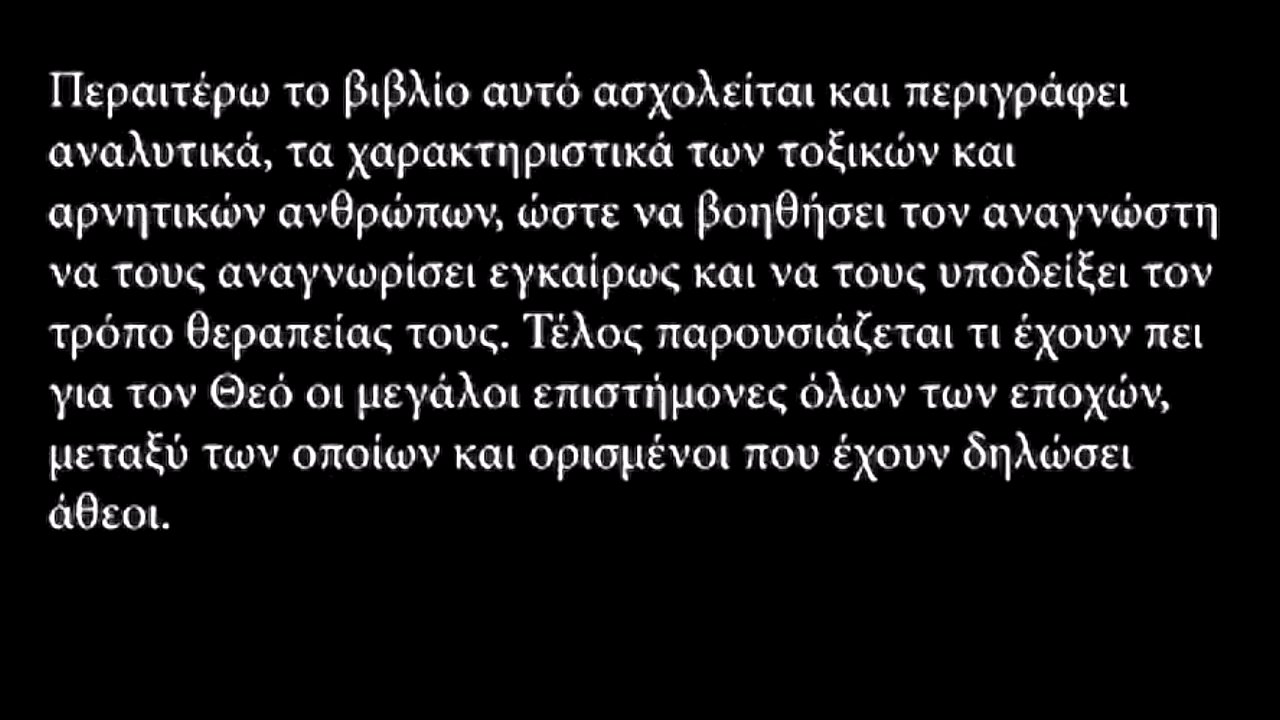 Περαιτέρω το βιβλίο αυτό ασχολείται και περιγράφει
αναλυτικά, τα χαρακτηριστικά των τοξικών και
αρνητικών ανθρώπων, ώστε να βοηθήσει τον αναγνώστη
να τους αναγνωρίσει εγκαίρως και να τους υποδείξει τον
τρόπο θεραπείας τους. Τέλος παρουσιάζεται τι έχουν πει
για τον Θεό οι μεγάλοι επιστήμονες όλων των εποχών,
μεταξύ των οποίων και ορισμένοι που έχουν δηλώσει
άθεοι.